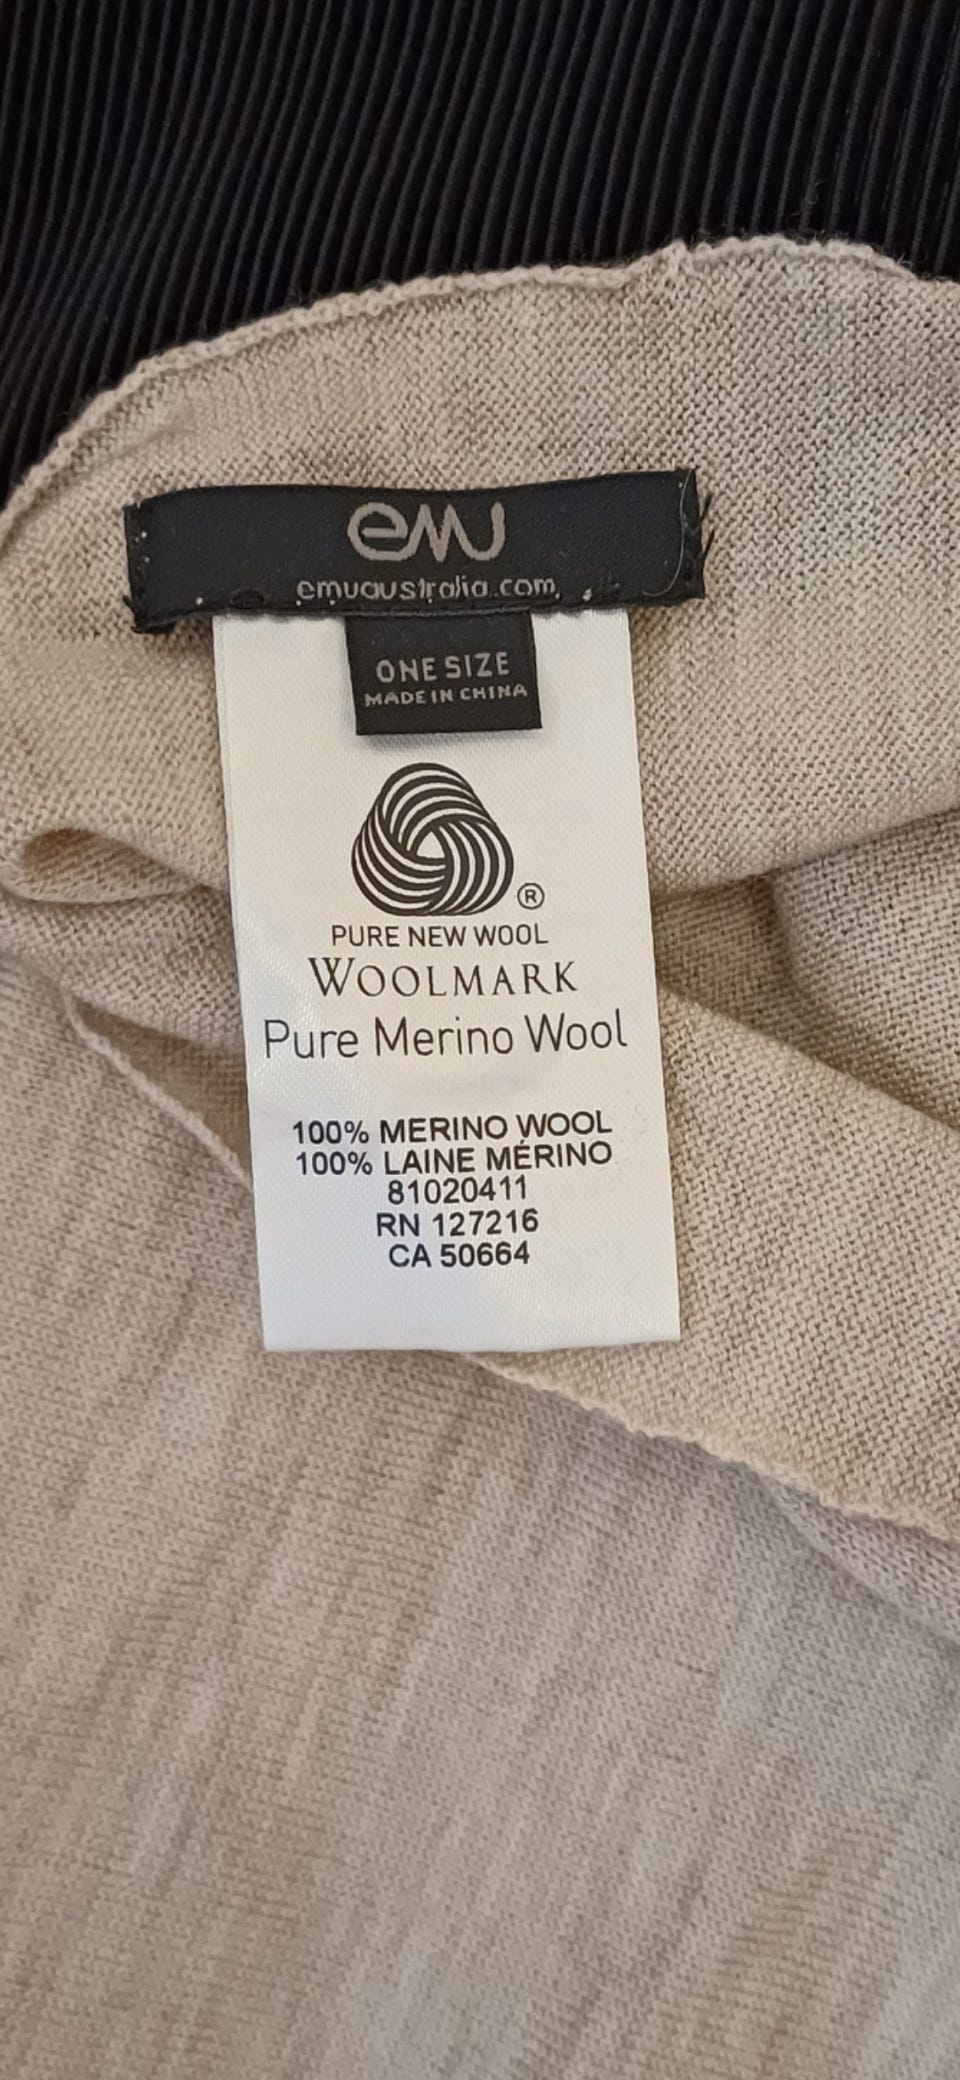 emu
emuaustralia.com
ONE SIZE
MADE IN CHINA
®
PURE NEW WOOL
WOOLMARK
Pure Merino Wool
100% MERINO WOOL
100% LAINE MÉRINO
81020411
RN 127216
CA 50664